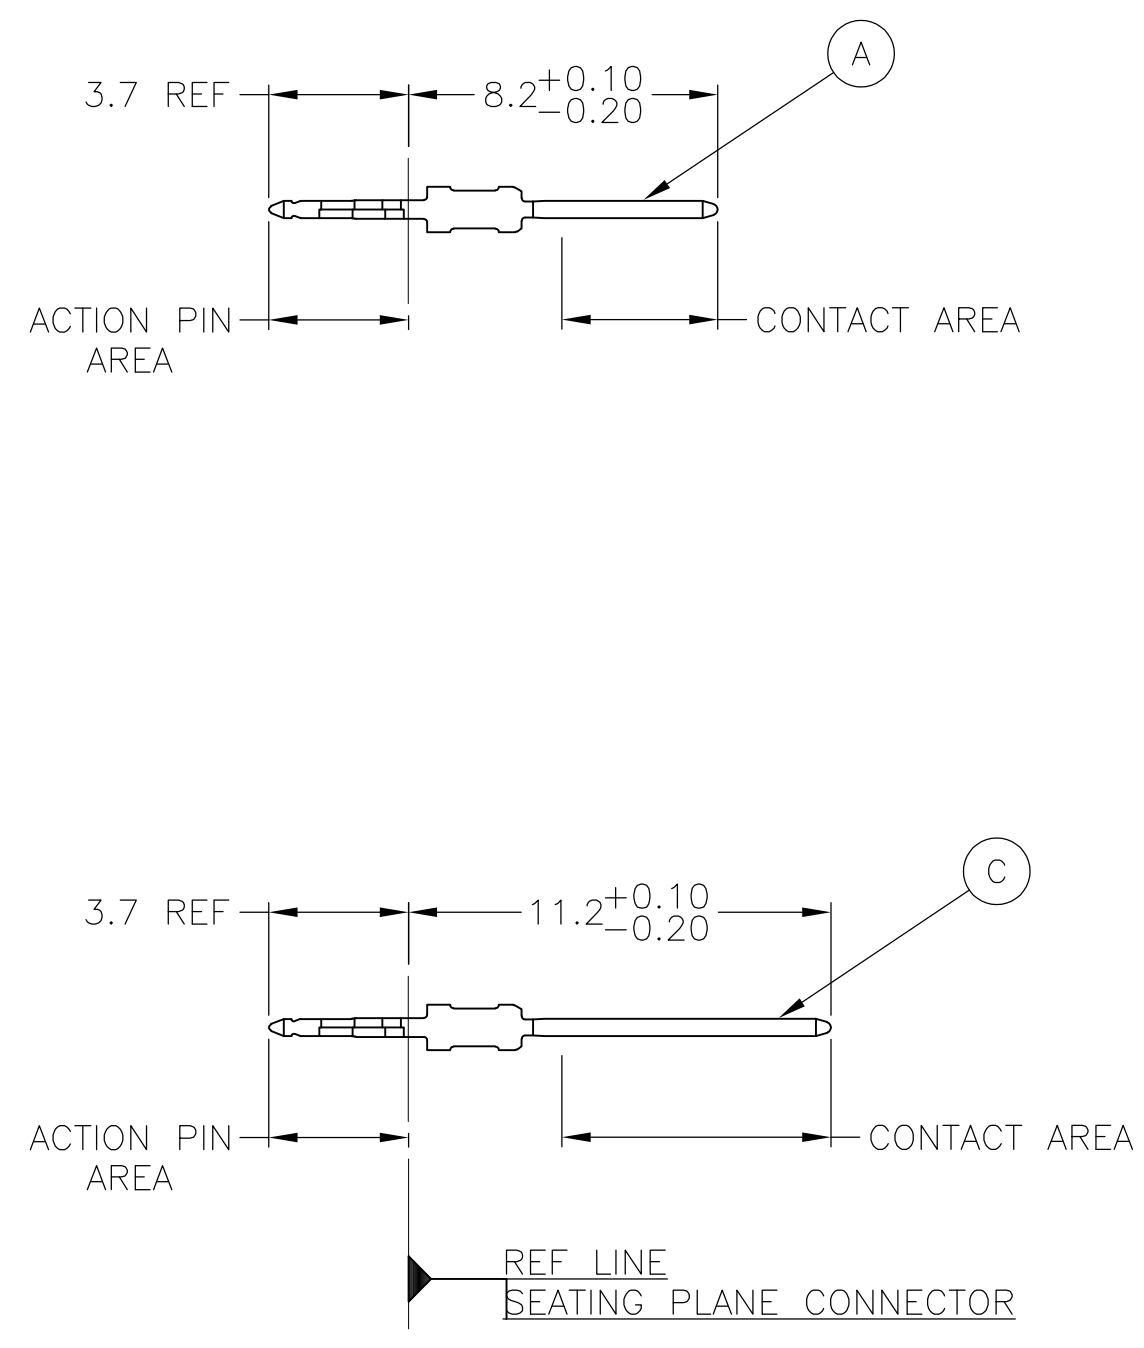 A
3.7 REF
8.2 +0.10
-0.20
ACTION PIN
AREA
CONTACT AREA
C
3.7 REF
11.2 +0.10
-0.20
ACTION PIN
AREA
CONTACT AREA
REF LINE
SEATING PLANE CONNECTOR